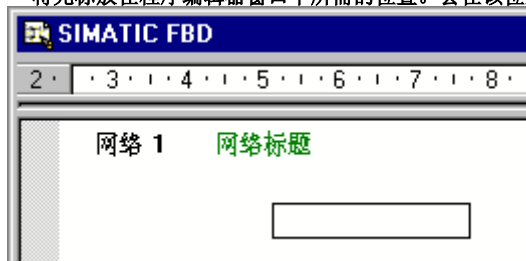 将光标放在程序编辑器窗口中所需的位置。会在该位
SIMATIC FBD
2 · · 3 · ı · 4 · ı · 5 · ı · 6 · ı · 7 · ı · 8 ·
网络 1 网络标题